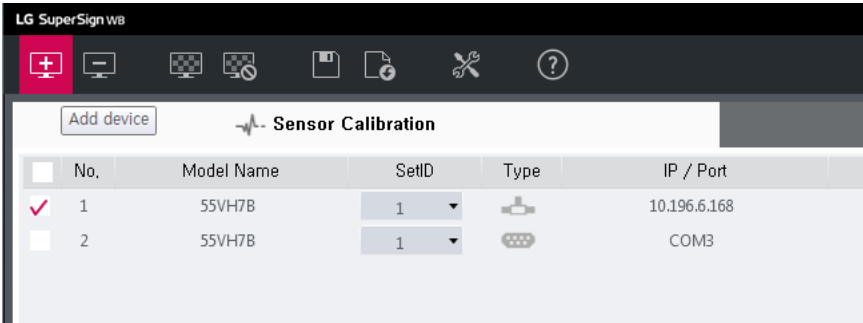 LG SuperSign WB
Add device
Sensor Calibration
No, Model Name SetID Type IP / Port
1 55VH7B 1 10.196.6.168
2 55VH7B 1 COM3